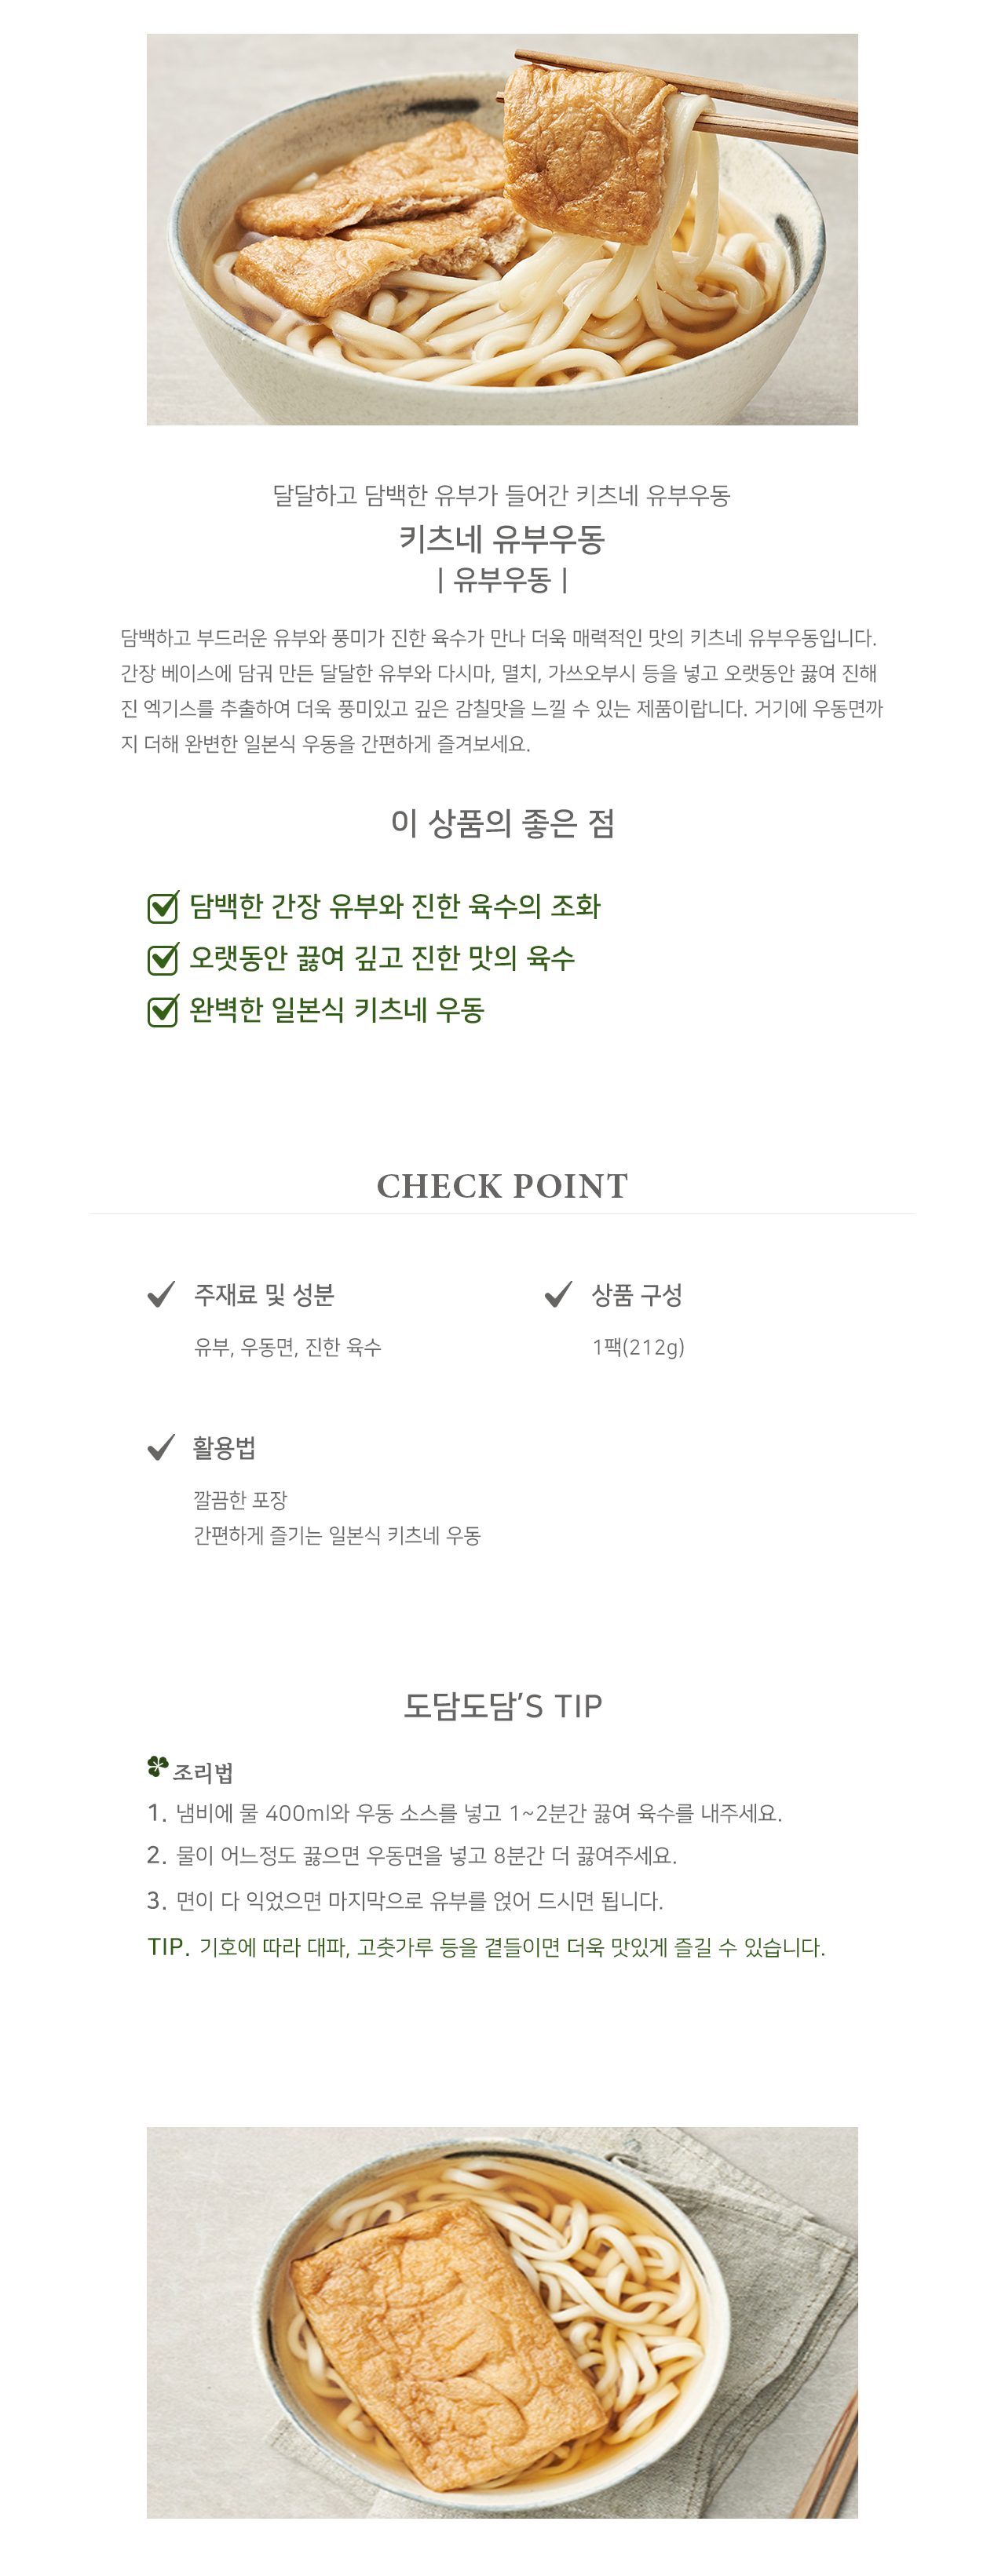 달달하고 담백한 유부가 들어간 키츠네 유부우동
키츠네 유부우동
| 유부우동 |
담백하고 부드러운 유부와 풍미가 진한 육수가 만나 더욱 매력적인 맛의 키츠네 유부우동입니다.
간장 베이스에 담궈 만든 달달한 유부와 다시마, 멸치, 가쓰오부시 등을 넣고 오랫동안 끓여 진해
진 엑기스를 추출하여 더욱 풍미있고 깊은 감칠맛을 느낄 수 있는 제품이랍니다. 거기에 우동면까
지 더해 완변한 일본식 우동을 간편하게 즐겨보세요.
이 상품의 좋은 점
담백한 간장 유부와 진한 육수의 조화
오랫동안 끓여 깊고 진한 맛의 육수
완벽한 일본식 키츠네 우동
CHECK POINT
주재료 및 성분
유부, 우동면, 진한 육수
상품 구성
1팩(212g)
활용법
깔끔한 포장
간편하게 즐기는 일본식 키츠네 우동
도담도담'S TIP
조리법
1. 냄비에 물 400ml와 우동 소스를 넣고 1~2분간 끓여 육수를 내주세요.
2. 물이 어느정도 끓으면 우동면을 넣고 8분간 더 끓여주세요.
3. 면이 다 익었으면 마지막으로 유부를 얹어 드시면 됩니다.
TIP. 기호에 따라 대파, 고춧가루 등을 곁들이면 더욱 맛있게 즐길 수 있습니다.